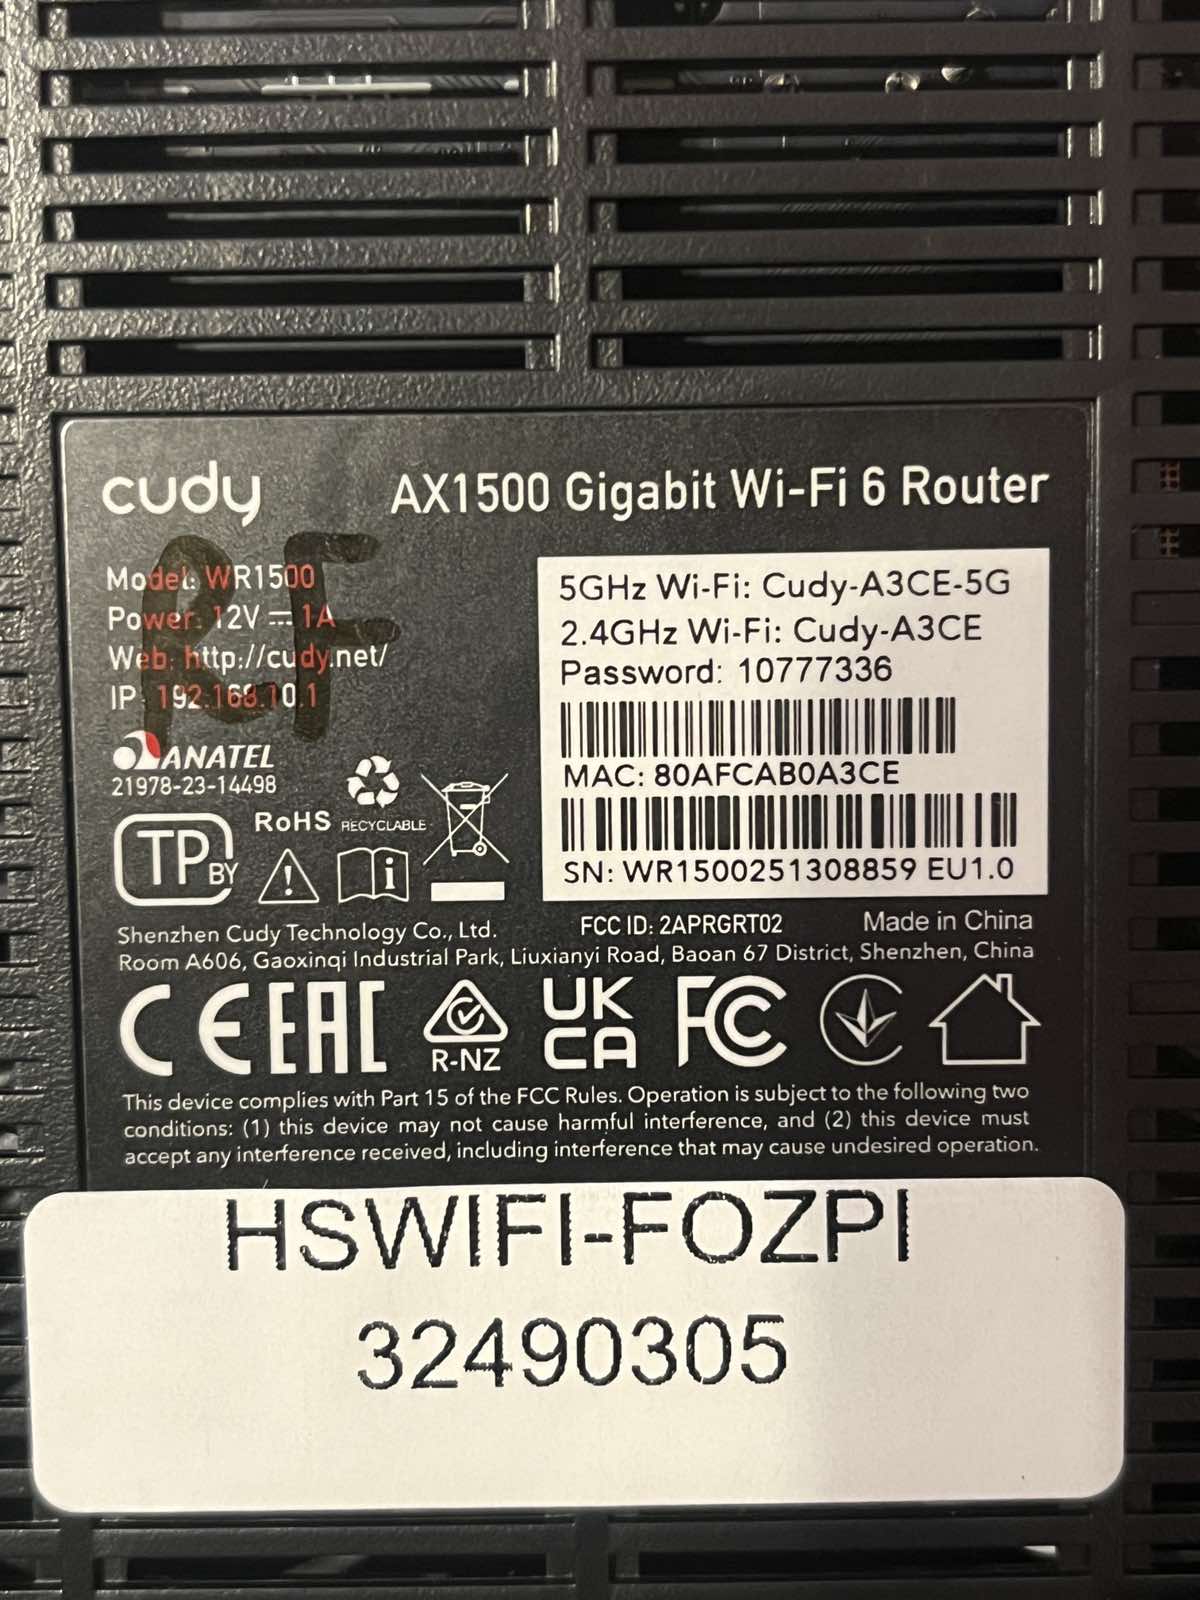 cudy
AX1500 Gigabit Wi-Fi 6 Router
RF
Model: WR1500
Power: 12V ⎓ 1A
Web: http://cudy.net/
IP: 192.168.10.1
5GHz Wi-Fi: Cudy-A3CE-5G
2.4GHz Wi-Fi: Cudy-A3CE
Password: 10777336
MAC: 80AFCAB0A3CE
SN: WR1500251308859 EU1.0
ANATEL
21978-23-14498
TP BY
RoHS
RECYCLABLE
Shenzhen Cudy Technology Co., Ltd.
FCC ID: 2APRGRT02
Made in China
Room A606, Gaoxinqi Industrial Park, Liuxianyi Road, Baoan 67 District, Shenzhen, China
CE EAC R-NZ UK CA FC
This device complies with Part 15 of the FCC Rules. Operation is subject to the following two
conditions: (1) this device may not cause harmful interference, and (2) this device must
accept any interference received, including interference that may cause undesired operation.
HSWIFI-FOZPI
32490305